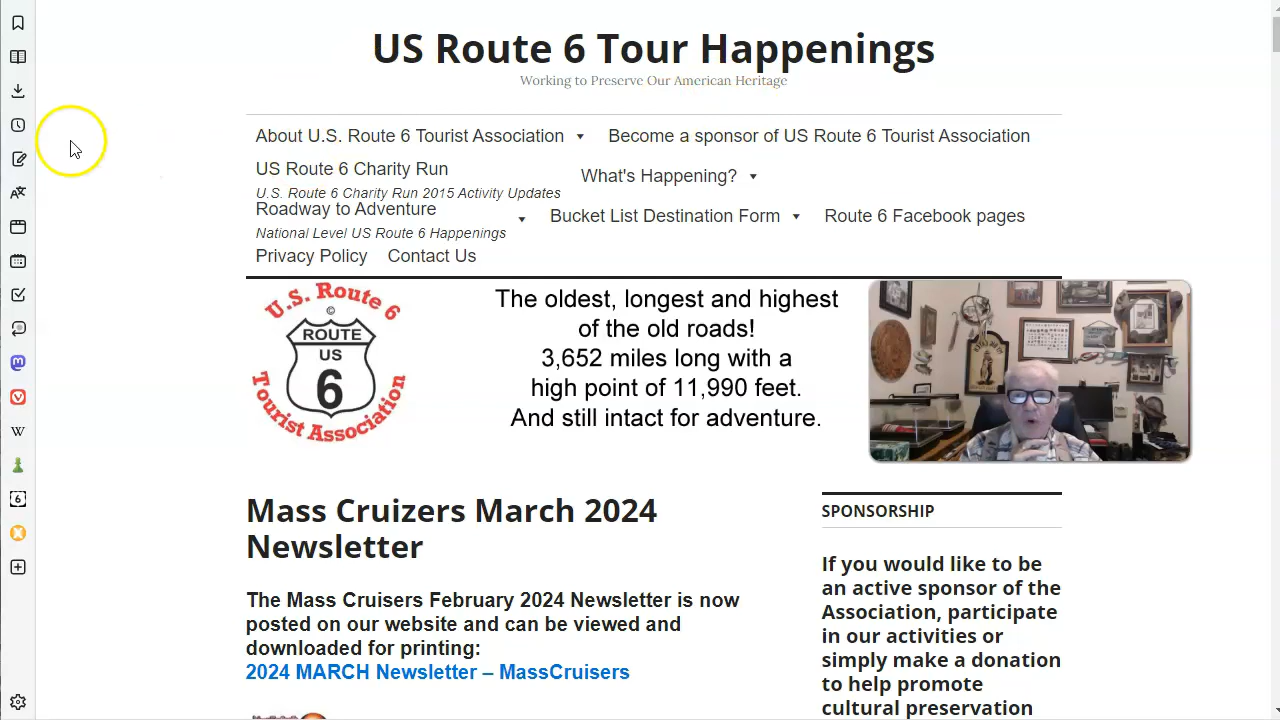 US Route 6 Tour Happenings
Working to Preserve Our American Heritage
About U.S. Route 6 Tourist Association
Become a sponsor of US Route 6 Tourist Association
US Route 6 Charity Run
U.S. Route 6 Charity Run 2015 Activity Updates
What's Happening?
Roadway to Adventure
National Level US Route 6 Happenings
Bucket List Destination Form
Route 6 Facebook pages
Privacy Policy
Contact Us
U.S. Route 6
©
ROUTE
US
6
Tourist Association
The oldest, longest and highest
of the old roads!
3,652 miles long with a
high point of 11,990 feet.
And still intact for adventure.
Mass Cruizers March 2024
Newsletter
The Mass Cruisers February 2024 Newsletter is now
posted on our website and can be viewed and
downloaded for printing:
2024 MARCH Newsletter – MassCruisers
SPONSORSHIP
If you would like to be
an active sponsor of the
Association, participate
in our activities or
simply make a donation
to help promote
cultural preservation
W
6